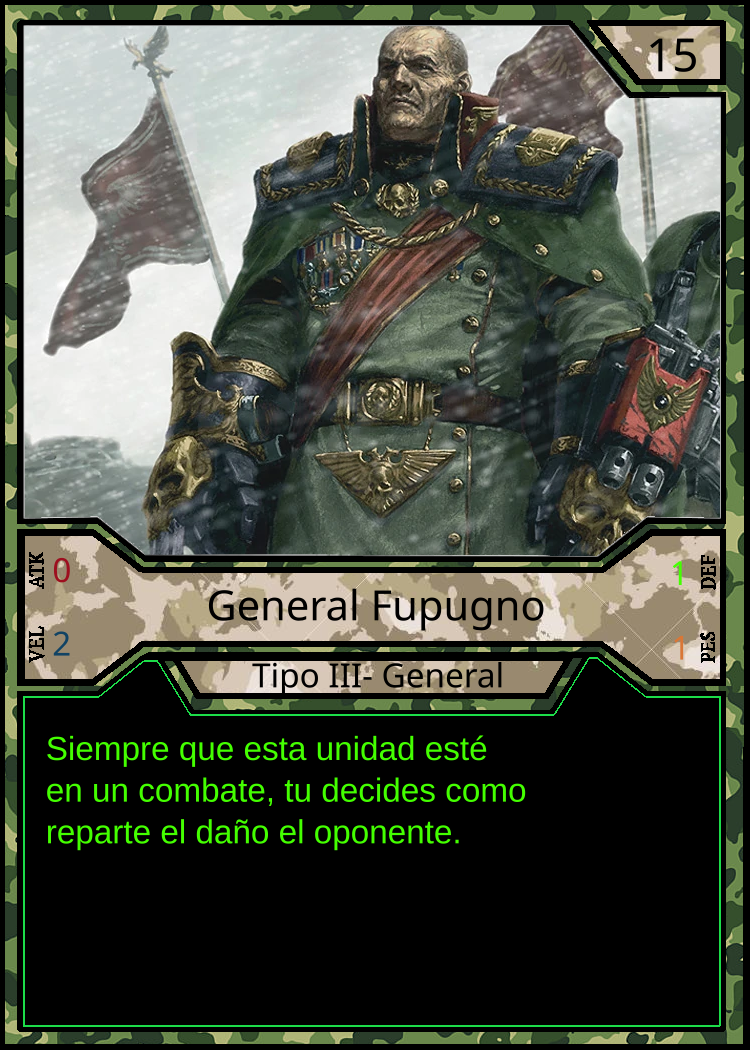 15
ATK 0
1 DEF
General Fupugno
VEL 2
1 PES
Tipo III- General
Siempre que esta unidad esté
en un combate, tu decides como
reparte el daño el oponente.